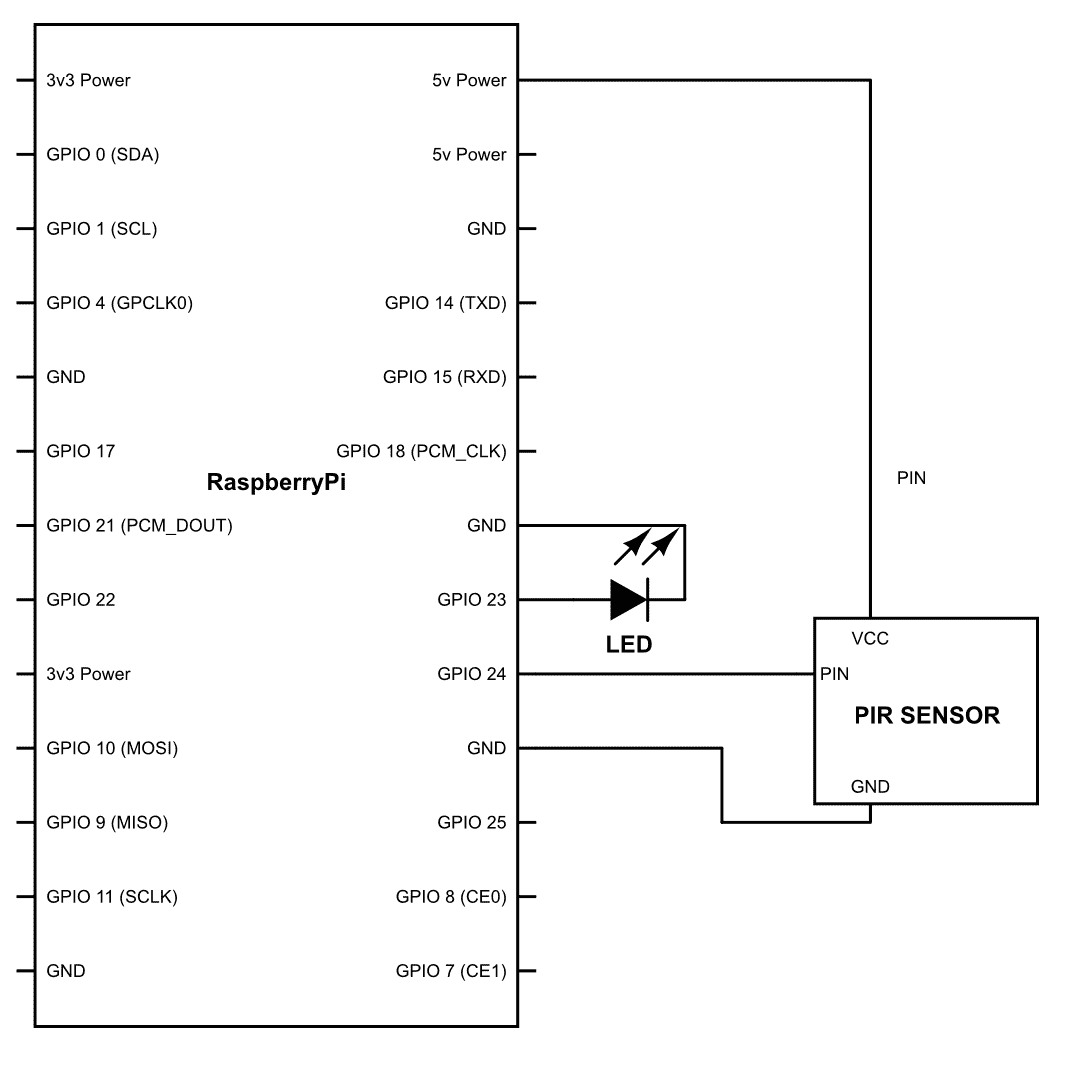 3v3 Power
5v Power
GPIO 0 (SDA)
5v Power
GPIO 1 (SCL)
GND
GPIO 4 (GPCLK0)
GPIO 14 (TXD)
GND
GPIO 15 (RXD)
GPIO 17
GPIO 18 (PCM_CLK)
RaspberryPi
PIN
GPIO 21 (PCM_DOUT)
GND
GPIO 22
GPIO 23
LED
VCC
3v3 Power
GPIO 24
PIN
PIR SENSOR
GPIO 10 (MOSI)
GND
GND
GPIO 9 (MISO)
GPIO 25
GPIO 11 (SCLK)
GPIO 8 (CE0)
GND
GPIO 7 (CE1)